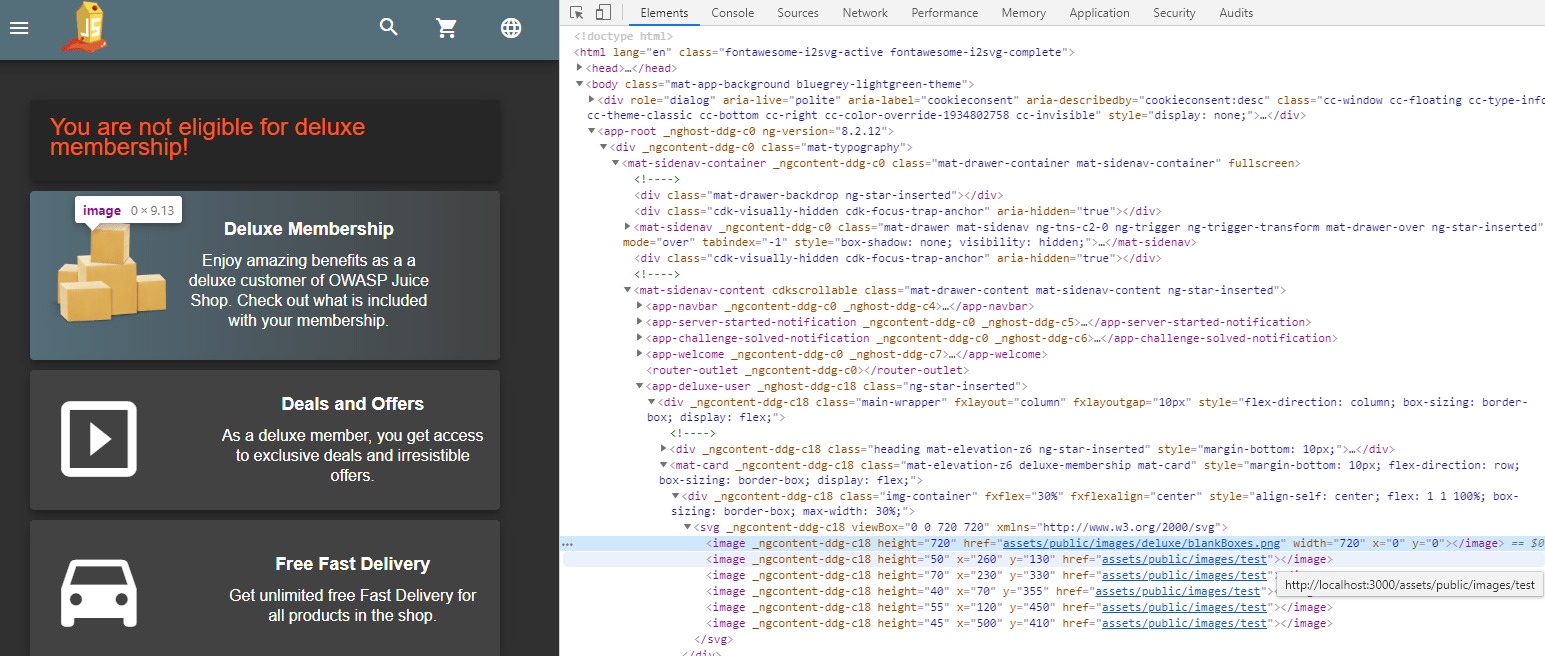 JS
You are not eligible for deluxe
membership!
image 0 × 9.13
Deluxe Membership
Enjoy amazing benefits as a a
deluxe customer of OWASP Juice
Shop. Check out what is included
with your membership.
Deals and Offers
As a deluxe member, you get access
to exclusive deals and irresistible
offers.
Free Fast Delivery
Get unlimited free Fast Delivery for
all products in the shop.
Elements Console Sources Network Performance Memory Application Security Audits
<!doctype html>
<html lang="en" class="fontawesome-i2svg-active fontawesome-i2svg-complete">
<head>…</head>
<body class="mat-app-background bluegrey-lightgreen-theme">
<div role="dialog" aria-live="polite" aria-label="cookieconsent" aria-describedby="cookieconsent:desc" class="cc-window cc-floating cc-type-info
cc-theme-classic cc-bottom cc-right cc-color-override-1934802758 cc-invisible" style="display: none;">…</div>
<app-root _nghost-ddg-c0 ng-version="8.2.12">
<div _ngcontent-ddg-c0 class="mat-typography">
<mat-sidenav-container _ngcontent-ddg-c0 class="mat-drawer-container mat-sidenav-container" fullscreen>
<!---->
<div class="mat-drawer-backdrop ng-star-inserted"></div>
<div class="cdk-visually-hidden cdk-focus-trap-anchor" aria-hidden="true"></div>
<mat-sidenav _ngcontent-ddg-c0 class="mat-drawer mat-sidenav ng-tns-c2-0 ng-trigger ng-trigger-transform mat-drawer-over ng-star-inserted"
mode="over" tabindex="-1" style="box-shadow: none; visibility: hidden;">…</mat-sidenav>
<div class="cdk-visually-hidden cdk-focus-trap-anchor" aria-hidden="true"></div>
<!---->
<mat-sidenav-content cdkscrollable class="mat-drawer-content mat-sidenav-content ng-star-inserted">
<app-navbar _ngcontent-ddg-c0 _nghost-ddg-c4>…</app-navbar>
<app-server-started-notification _ngcontent-ddg-c0 _nghost-ddg-c5>…</app-server-started-notification>
<app-challenge-solved-notification _ngcontent-ddg-c0 _nghost-ddg-c6>…</app-challenge-solved-notification>
<app-welcome _ngcontent-ddg-c0 _nghost-ddg-c7>…</app-welcome>
<router-outlet _ngcontent-ddg-c0></router-outlet>
<app-deluxe-user _nghost-ddg-c18 class="ng-star-inserted">
<div _ngcontent-ddg-c18 class="main-wrapper" fxlayout="column" fxlayoutgap="10px" style="flex-direction: column; box-sizing: border-
box; display: flex;">
<!---->
<div _ngcontent-ddg-c18 class="heading mat-elevation-z6 ng-star-inserted" style="margin-bottom: 10px;">…</div>
<mat-card _ngcontent-ddg-c18 class="mat-elevation-z6 deluxe-membership mat-card" style="margin-bottom: 10px; flex-direction: row;
box-sizing: border-box; display: flex;">
<div _ngcontent-ddg-c18 class="img-container" fxflex="30%" fxflexalign="center" style="align-self: center; flex: 1 1 100%; box-
sizing: border-box; max-width: 30%;">
<svg _ngcontent-ddg-c18 viewBox="0 0 720 720" xmlns="http://www.w3.org/2000/svg">
… <image _ngcontent-ddg-c18 height="720" href="assets/public/images/deluxe/blankBoxes.png" width="720" x="0" y="0"></image> == $0
<image _ngcontent-ddg-c18 height="50" x="260" y="130" href="assets/public/images/test"></image>
<image _ngcontent-ddg-c18 height="70" x="230" y="330" href="assets/public/images/test"></image>
<image _ngcontent-ddg-c18 height="40" x="70" y="355" href="assets/public/images/test"></image>
http://localhost:3000/assets/public/images/test
<image _ngcontent-ddg-c18 height="55" x="120" y="450" href="assets/public/images/test"></image>
<image _ngcontent-ddg-c18 height="45" x="500" y="410" href="assets/public/images/test"></image>
</svg>
</div>